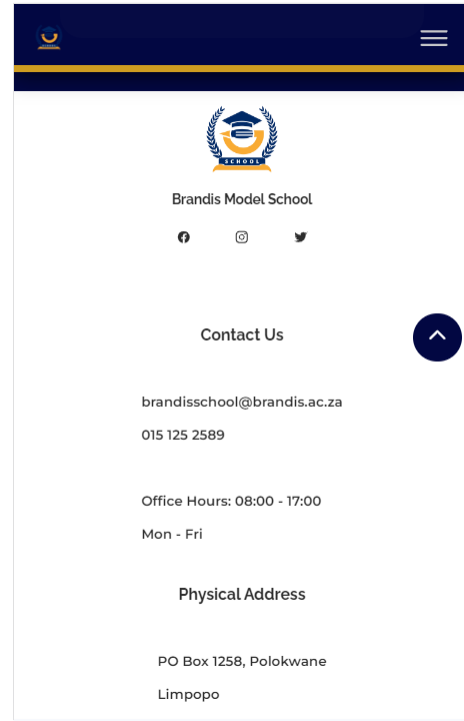 SCHOOL
Brandis Model School
Contact Us
brandisschool@brandis.ac.za
015 125 2589
Office Hours: 08:00 - 17:00
Mon - Fri
Physical Address
PO Box 1258, Polokwane
Limpopo